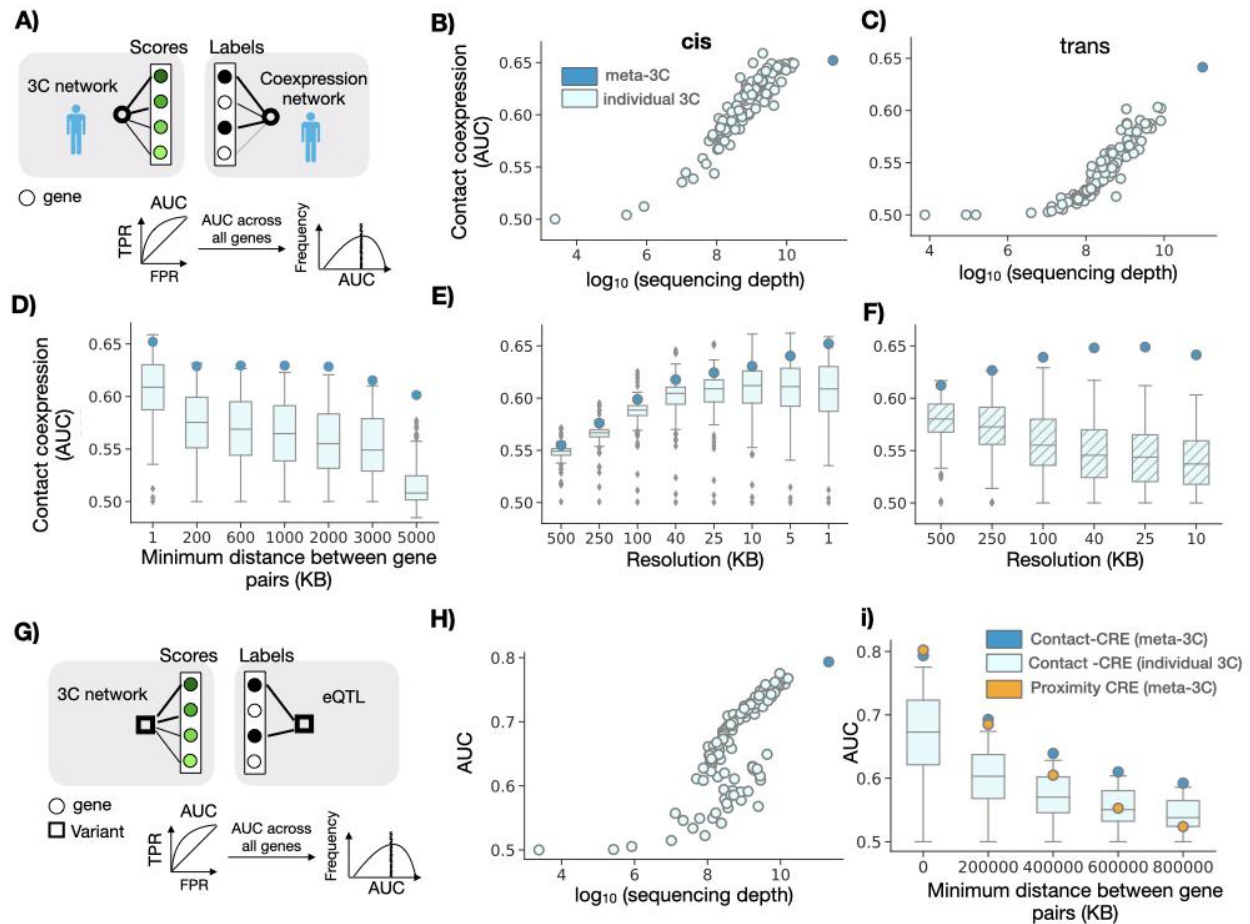 A)
Scores Labels
3C network
Coexpression
network
gene
AUC
TPR
FPR
AUC across
all genes
Frequency
AUC
B)
cis
meta-3C
individual 3C
Contact coexpression
(AUC)
0.65
0.60
0.55
0.50
4 6 8 10
log₁₀ (sequencing depth)
C)
trans
0.65
0.60
0.55
0.50
4 6 8 10
log₁₀ (sequencing depth)
D)
Contact coexpression
(AUC)
0.65
0.60
0.55
0.50
1 200 600 1000 2000 3000 5000
Minimum distance between gene
pairs (KB)
E)
0.65
0.60
0.55
0.50
500 250 100 40 25 10 5 1
Resolution (KB)
F)
0.65
0.60
0.55
0.50
500 250 100 40 25 10
Resolution (KB)
G)
Scores Labels
3C network
eQTL
gene
Variant
AUC
TPR
FPR
AUC across
all genes
Frequency
AUC
H)
AUC
0.8
0.7
0.6
0.5
4 6 8 10
log₁₀ (sequencing depth)
i)
Contact-CRE (meta-3C)
Contact -CRE (individual 3C)
Proximity CRE (meta-3C)
AUC
0.8
0.7
0.6
0.5
0 200000 400000 600000 800000
Minimum distance between gene
pairs (KB)